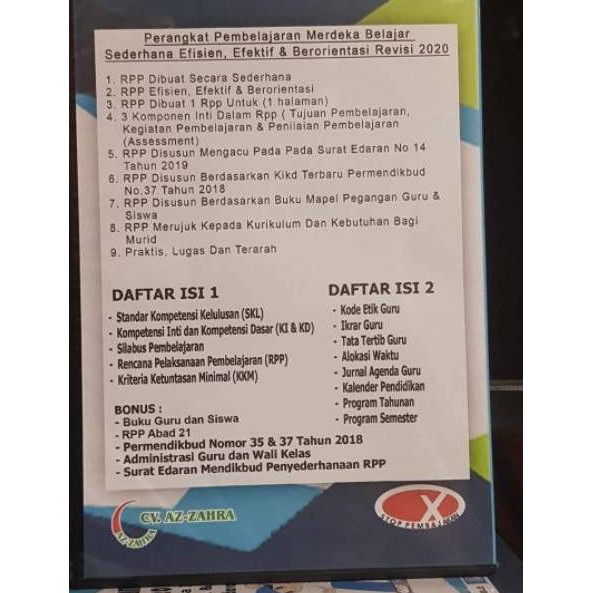 Perangkat Pembelajaran Merdeka Belajar
Sederhana Efisien, Efektif & Berorientasi Revisi 2020
1. RPP Dibuat Secara Sederhana
2. RPP Efisien, Efektif & Berorientasi
3. RPP Dibuat 1 Rpp Untuk (1 halaman)
4. 3 Komponen Inti Dalam Rpp ( Tujuan Pembelajaran,
Kegiatan Pembelajaran & Penilaian Pembelajaran
(Assessment)
5. RPP Disusun Mengacu Pada Pada Surat Edaran No 14
Tahun 2019
6. RPP Disusun Berdasarkan Kikd Terbaru Permendikbud
No.37 Tahun 2018
7. RPP Disusun Berdasarkan Buku Mapel Pegangan Guru &
Siswa
8. RPP Merujuk Kepada Kurikulum Dan Kebutuhan Bagi
Murid
9. Praktis, Lugas Dan Terarah
DAFTAR ISI 1
- Standar Kompetensi Kelulusan (SKL)
- Kompetensi Inti dan Kompetensi Dasar (KI & KD)
- Silabus Pembelajaran
- Rencana Pelaksanaan Pembelajaran (RPP)
- Kriteria Ketuntasan Minimal (KKM)
DAFTAR ISI 2
- Kode Etik Guru
- Ikrar Guru
- Tata Tertib Guru
- Alokasi Waktu
- Jurnal Agenda Guru
- Kalender Pendidikan
- Program Tahunan
- Program Semester
BONUS :
- Buku Guru dan Siswa
- RPP Abad 21
- Permendikbud Nomor 35 & 37 Tahun 2018
- Administrasi Guru dan Wali Kelas
- Surat Edaran Mendikbud Penyederhanaan RPP
CV. AZ-ZAHRA
AZ-ZAHRA
X
STOP PEMBAJAKAN